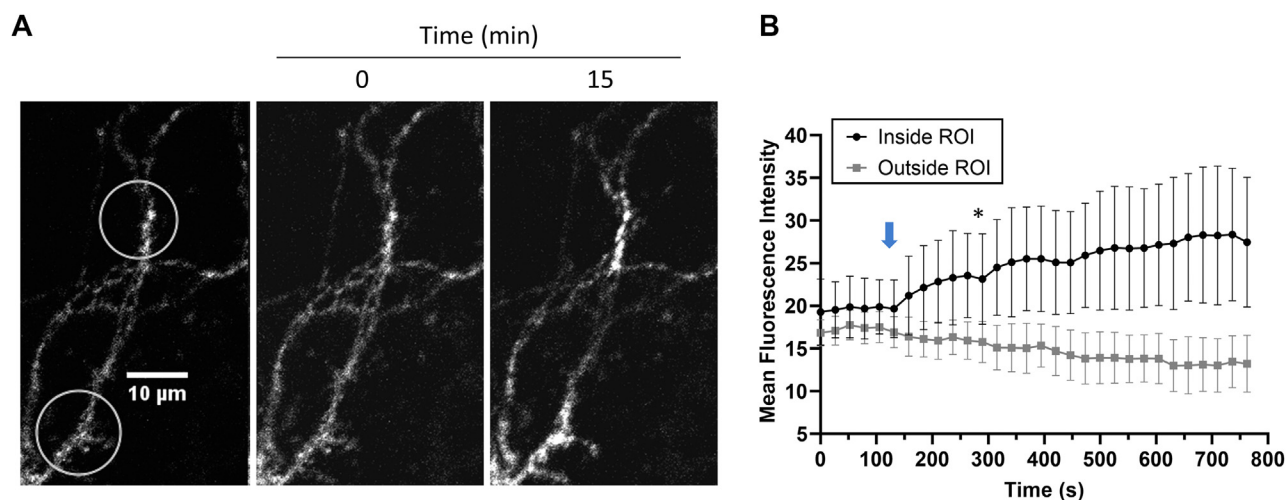 A
Time (min)
0 15
10 µm
B
Mean Fluorescence Intensity
40
35
30
25
20
15
10
5
Inside ROI
Outside ROI
*
0 100 200 300 400 500 600 700 800
Time (s)